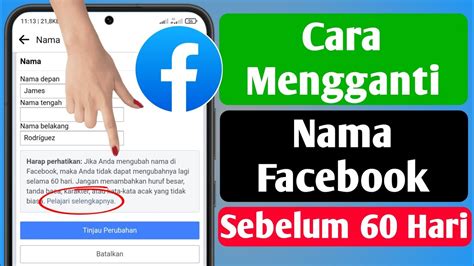 11:13 | 21,8KB
Nama
Nama
Nama depan
James
Nama tengah
Nama belakang
Rodriguez
Harap perhatikan: Jika Anda mengubah nama di
Facebook, maka Anda tidak dapat mengubahnya lagi
selama 60 hari. Jangan menambahkan huruf besar,
tanda baca, karakter, atau kata-kata acak yang tidak
biasa. Pelajari selengkapnya.
Tinjau Perubahan
Batalkan
Cara
Mengganti
Nama
Facebook
Sebelum 60 Hari